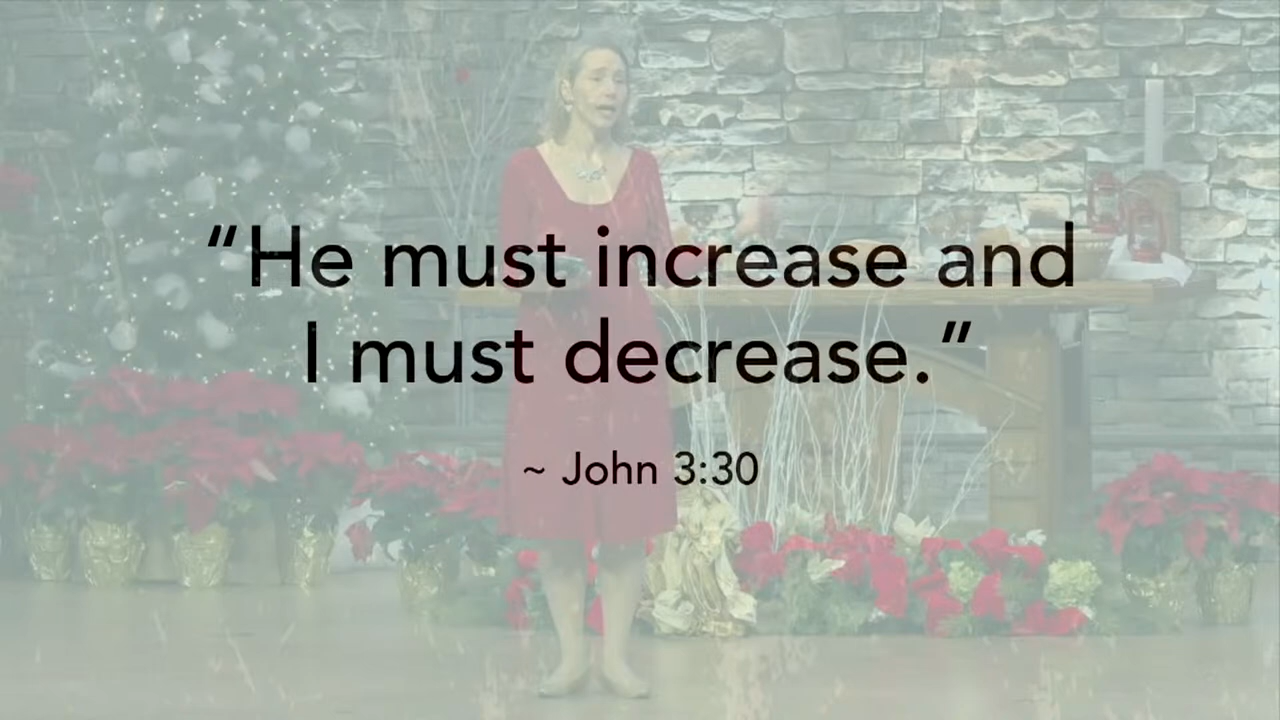 “He must increase and
I must decrease.”
~ John 3:30